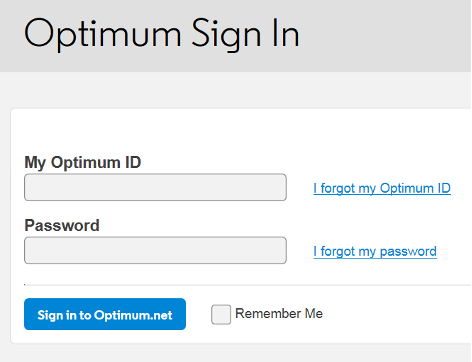 Optimum Sign In
My Optimum ID
I forgot my Optimum ID
Password
I forgot my password
Sign in to Optimum.net
Remember Me